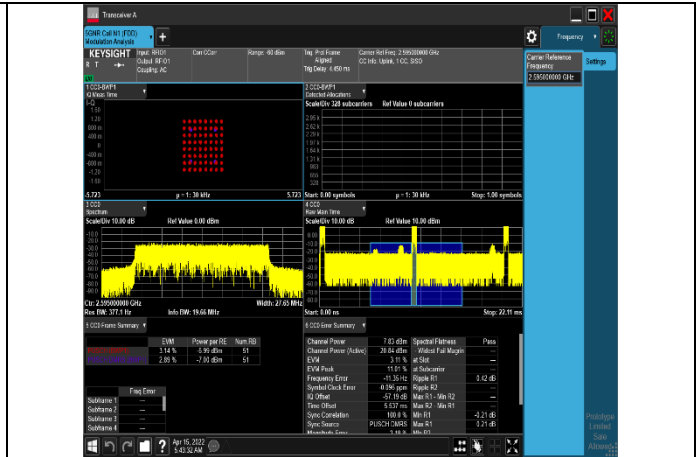 Transceiver A
5GNR Cell N1 (FDD)
Modulation Analysis
+
Frequency
KEYSIGHT
Input: RFIO1
Output: RFIO1
Coupling: AC
Corr CCorr
Range: -60 dBm
Trig: Prd Frame
Aligned
Trig Delay: 4.450 ms
Carrier Ref Freq: 2.595000000 GHz
CC Info: Uplink, 1 CC, SISO
R T
LVL
Carrier Reference
Frequency
2.595000000 GHz
Settings
1 CC0-BWP1
IQ Meas Time
I-Q
-5.723
µ = 1: 30 kHz
5.723
2 CC0-BWP1
Detected Allocations
Scale/Div 328 subcarriers
Ref Value 0 subcarriers
Start: 0.00 symbols
µ = 1: 30 kHz
Stop: 1.00 symbols
3 CC0
Spectrum
Scale/Div 10.00 dB
Ref Value 0.00 dBm
Ctr: 2.595000000 GHz
Width: 27.65 MHz
Res BW: 377.1 Hz
Info BW: 19.66 MHz
4 CC0
Raw Main Time
Scale/Div 10.00 dB
Ref Value 10.00 dBm
Start: 0.00 ns
Stop: 22.11 ms
5 CC0 Frame Summary
EVM
Power per RE
Num.RB
3.14 %
-6.99 dBm
51
2.89 %
-7.00 dBm
51
Freq Error
Subframe 1
Subframe 2
Subframe 3
Subframe 4
6 CC0 Error Summary
Channel Power 7.83 dBm
Channel Power (Active) 20.84 dBm
EVM 3.11 %
EVM Peak 11.01 %
Frequency Error -11.35 Hz
Symbol Clock Error -0.096 ppm
IQ Offset -57.19 dB
Time Offset 5.537 ms
Sync Correlation 100.0 %
Sync Source PUSCH DMRS
Spectral Flatness Pass
- Widest Fail Margin
at Slot
at Subcarrier
Ripple R1 0.42 dB
Ripple R2
Max R1 - Min R2
Max R2 - Min R1
Min R1 -0.21 dB
Max R1 0.21 dB
Apr 15, 2022
5:43:32 AM
Prototype
Limited
Sale
Allowed